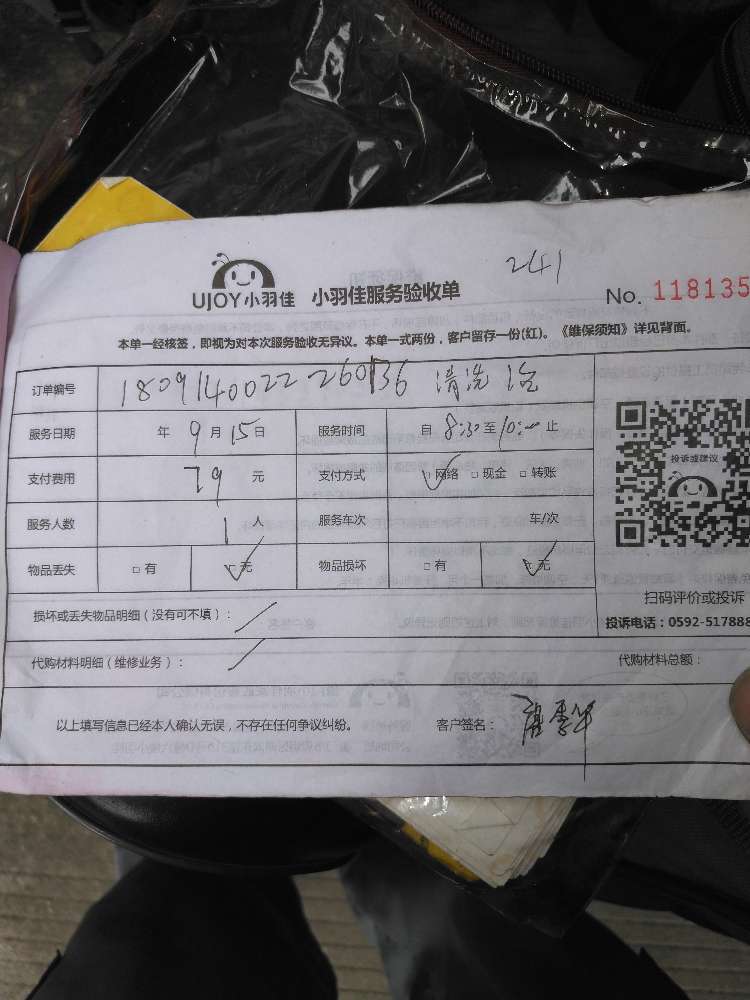 241
UJOY小羽佳 小羽佳服务验收单 No. 118135
本单一经核签，即视为对本次服务验收无异议。本单一式两份，客户留存一份(红)。《维保须知》详见背面。
订单编号 1809140022260136 清洗
服务日期 年 9 月 15 日 服务时间 自 8:30 至 10:00 止
投诉或建议
支付费用 79 元 支付方式 ☑网络 □现金 □转账
服务人数 1 人 服务车次 车/次
物品丢失 □有 ☑无 物品损坏 □有 ☑无
扫码评价或投诉
损坏或丢失物品明细（没有可不填）： / 投诉电话：0592-517888
代购材料明细（维修业务）： / 代购材料总额：
以上填写信息已经本人确认无误，不存在任何争议纠纷。 客户签名：